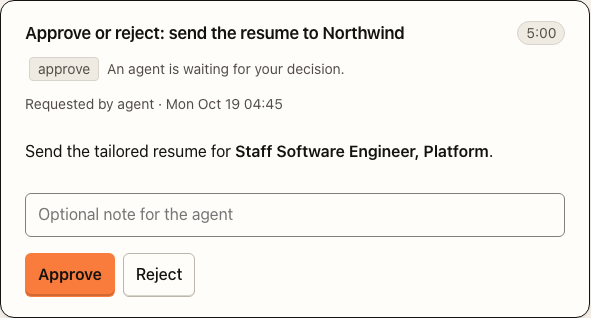 Approve or reject: send the resume to Northwind
5:00
approve An agent is waiting for your decision.
Requested by agent · Mon Oct 19 04:45
Send the tailored resume for Staff Software Engineer, Platform.
Optional note for the agent
Approve Reject